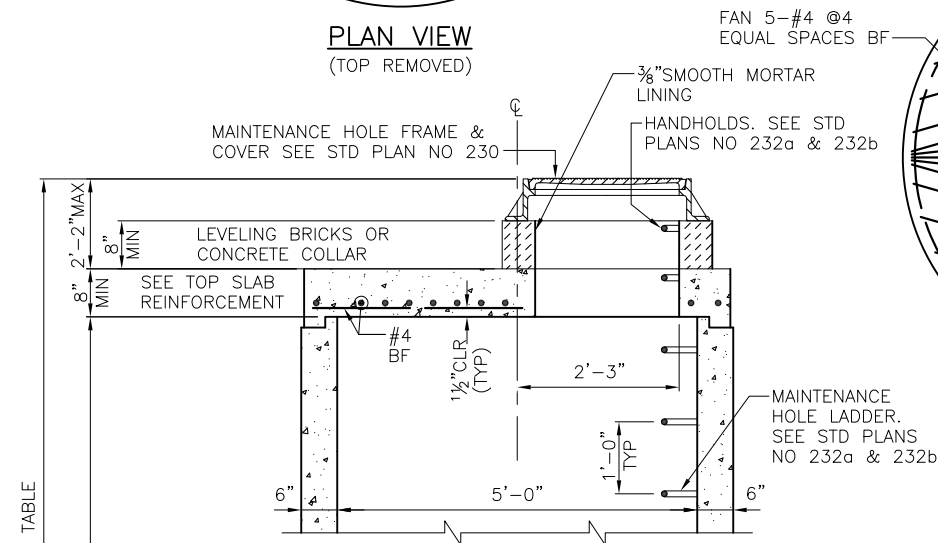 PLAN VIEW
(TOP REMOVED)
FAN 5-#4 @4
EQUAL SPACES BF
⅜"SMOOTH MORTAR
LINING
℄
MAINTENANCE HOLE FRAME &
COVER SEE STD PLAN NO 230
HANDHOLDS. SEE STD
PLANS NO 232a & 232b
2'-2"MAX
8"
MIN
LEVELING BRICKS OR
CONCRETE COLLAR
8"
MIN
SEE TOP SLAB
REINFORCEMENT
#4
BF
1½"CLR
(TYP)
2'-3"
MAINTENANCE
HOLE LADDER.
SEE STD PLANS
NO 232a & 232b
1'-0"
TYP
6"
5'-0"
6"
TABLE